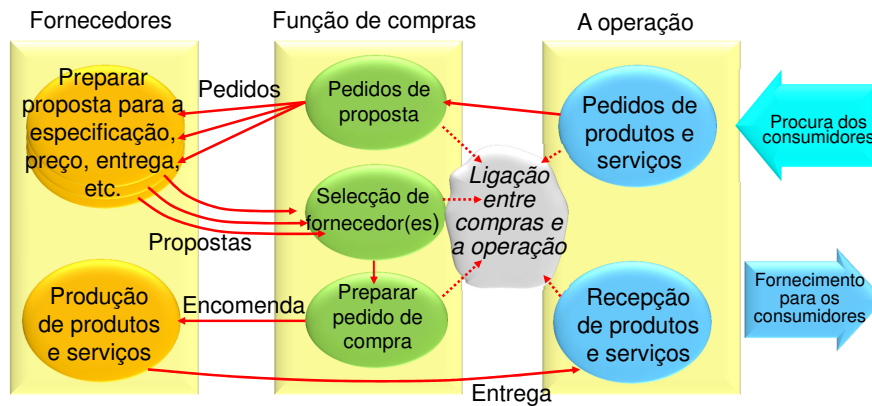 Fornecedores
Função de compras
A operação
Preparar
proposta para a
especificação,
preço, entrega,
etc.
Pedidos
Pedidos de
proposta
Pedidos de
produtos e
serviços
Procura dos
consumidores
Selecção de
fornecedor(es)
Ligação
entre
compras e
a operação
Propostas
Produção
de produtos
e serviços
Encomenda
Preparar
pedido de
compra
Recepção
de produtos
e serviços
Fornecimento
para os
consumidores
Entrega